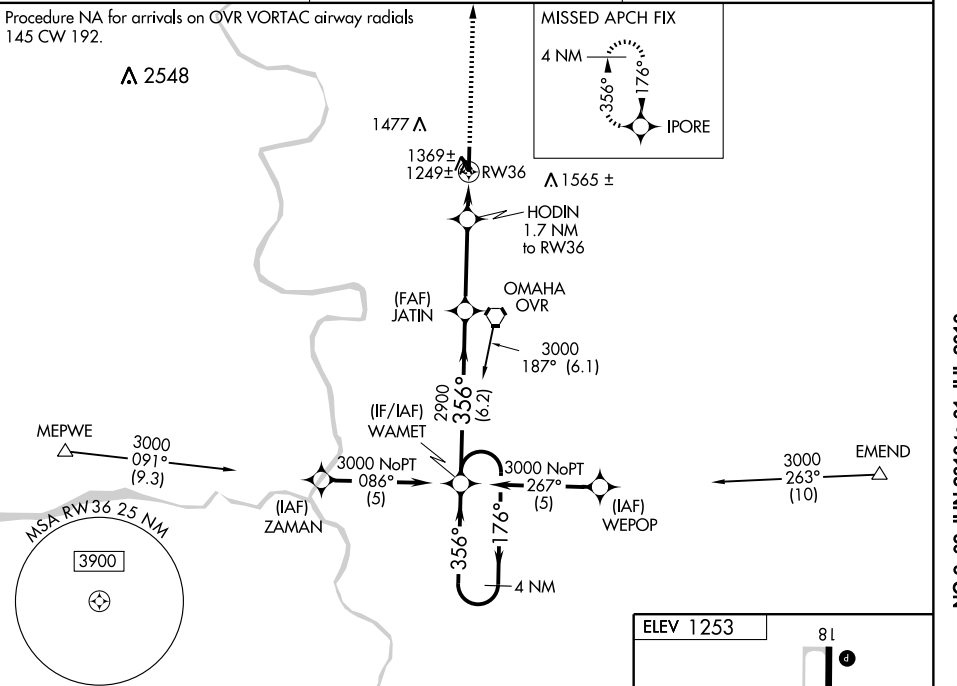 Procedure NA for arrivals on OVR VORTAC airway radials
145 CW 192.
2548
MISSED APCH FIX
4 NM
356°
176°
IPORE
1477
1369±
1249±
RW36
1565 ±
HODIN
1.7 NM
to RW36
(FAF)
JATIN
OMAHA
OVR
3000
187° (6.1)
2900
356°
(6.2)
(IF/IAF)
WAMET
MEPWE
3000
091°
(9.3)
3000 NoPT
086°
(5)
(IAF)
ZAMAN
3000 NoPT
267°
(5)
(IAF)
WEPOP
3000
263°
(10)
EMEND
356°
176°
4 NM
MSA RW36 25 NM
3900
ELEV 1253
18
P